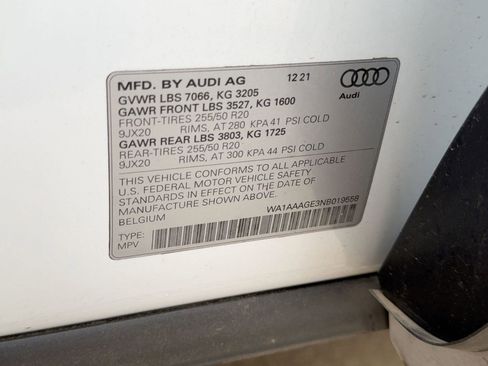 MFD. BY AUDI AG 12 21
GVWR LBS 7066, KG 3205
GAWR FRONT LBS 3527, KG 1600
FRONT-TIRES 255/50 R20
9JX20 RIMS, AT 280 KPA 41 PSI COLD
GAWR REAR LBS 3803, KG 1725
REAR-TIRES 255/50 R20
9JX20 RIMS, AT 300 KPA 44 PSI COLD
THIS VEHICLE CONFORMS TO ALL APPLICABLE
U.S. FEDERAL MOTOR VEHICLE SAFETY
STANDARDS IN EFFECT ON THE DATE OF
MANUFACTURE SHOWN ABOVE.
BELGIUM
WA1AAAGE3NB019558
TYPE:
MPV
Audi